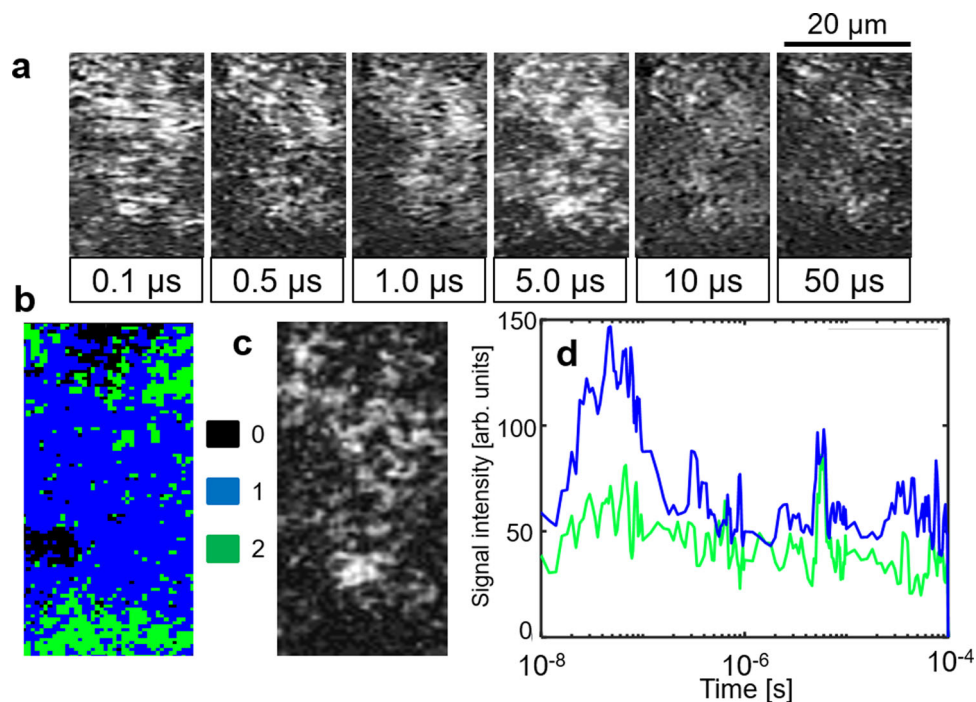 20 µm
a
0.1 µs 0.5 µs 1.0 µs 5.0 µs 10 µs 50 µs
b
c
0
1
2
d
150
100
50
0
Signal intensity [arb. units]
10-8 10-6 10-4
Time [s]